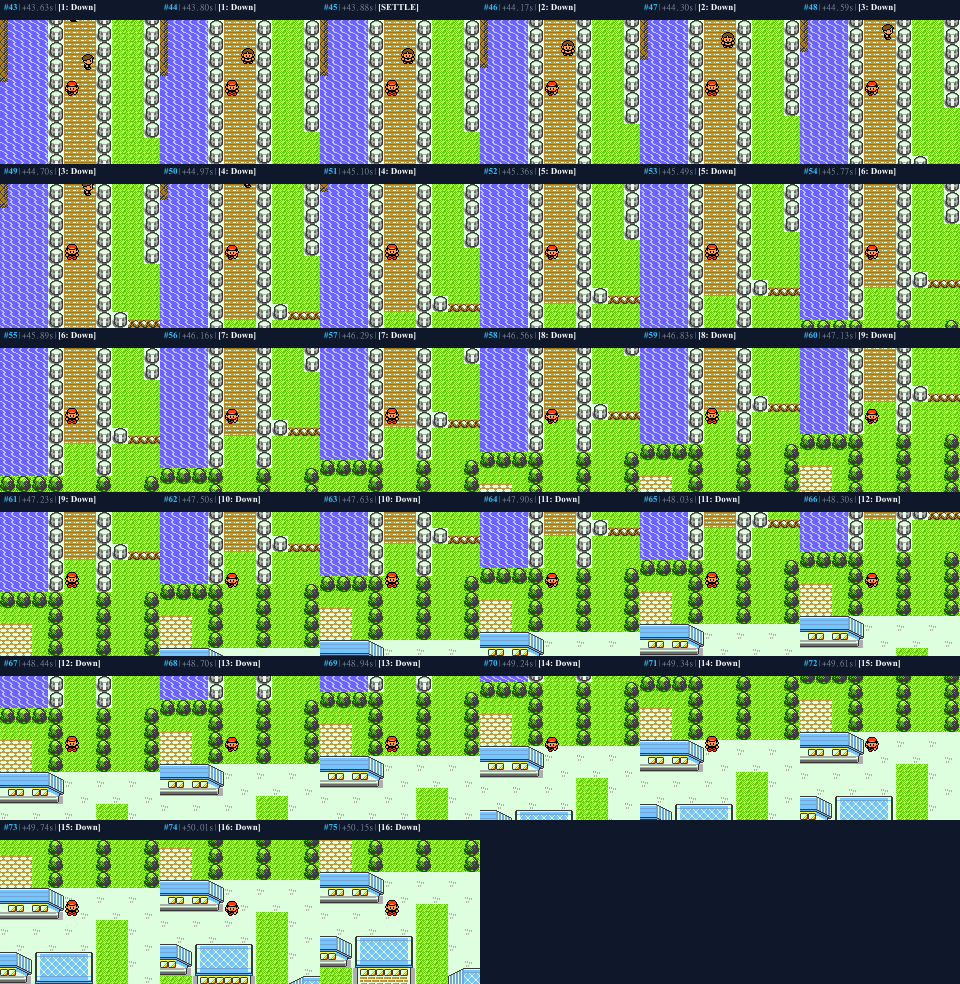 #43|+43.63s|[1: Down] #44|+43.80s|[1: Down] #45|+43.88s|[SETTLE] #46|+44.17s|[2: Down] #47|+44.30s|[2: Down] #48|+44.59s|[3: Down]
#49|+44.70s|[3: Down] #50|+44.97s|[4: Down] #51|+45.10s|[4: Down] #52|+45.36s|[5: Down] #53|+45.49s|[5: Down] #54|+45.77s|[6: Down]
#55|+45.89s|[6: Down] #56|+46.16s|[7: Down] #57|+46.29s|[7: Down] #58|+46.56s|[8: Down] #59|+46.83s|[8: Down] #60|+47.13s|[9: Down]
#61|+47.23s|[9: Down] #62|+47.50s|[10: Down] #63|+47.63s|[10: Down] #64|+47.90s|[11: Down] #65|+48.03s|[11: Down] #66|+48.30s|[12: Down]
#67|+48.44s|[12: Down] #68|+48.70s|[13: Down] #69|+48.94s|[13: Down] #70|+49.24s|[14: Down] #71|+49.34s|[14: Down] #72|+49.61s|[15: Down]
#73|+49.74s|[15: Down] #74|+50.01s|[16: Down] #75|+50.15s|[16: Down]